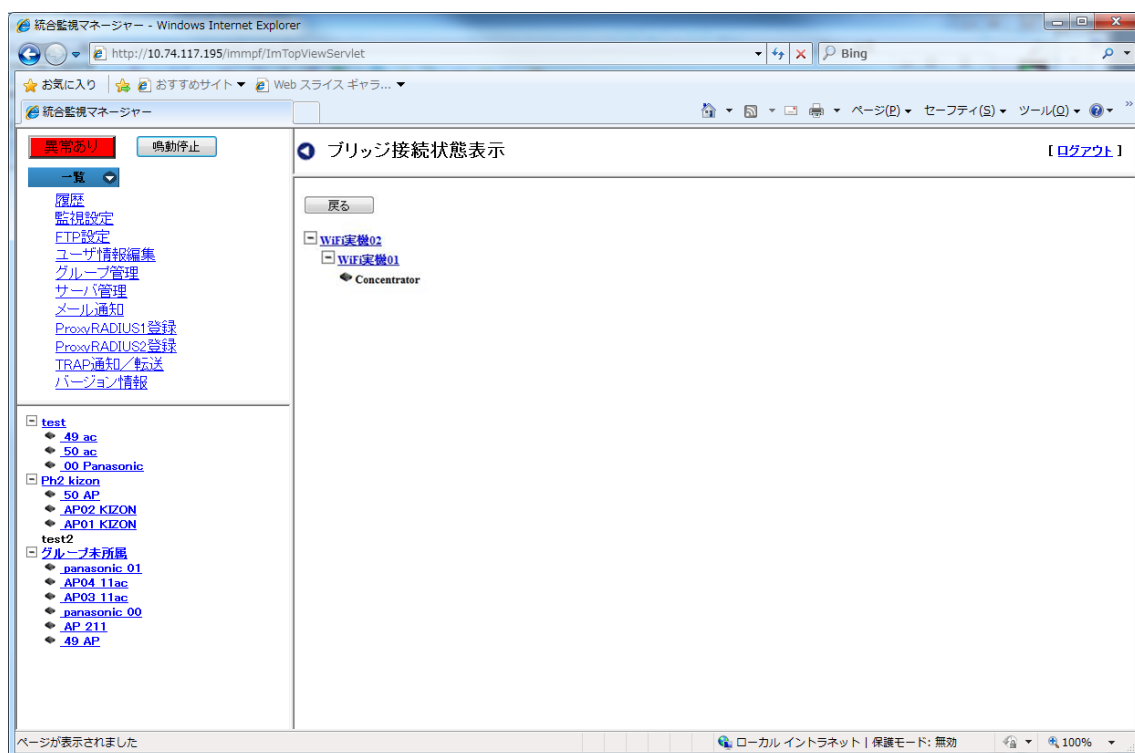 統合監視マネージャー - Windows Internet Explorer
http://10.74.117.195/immpf/ImTopViewServlet
Bing
お気に入り
おすすめサイト
Web スライス ギャラ...
統合監視マネージャー
ページ(P)
セーフティ(S)
ツール(O)
»
異常あり
鳴動停止
一覧
履歴
監視設定
FTP設定
ユーザ情報編集
グループ管理
サーバ管理
メール通知
ProxyRADIUS1登録
ProxyRADIUS2登録
TRAP通知／転送
バージョン情報
test
49 ac
50 ac
00 Panasonic
Ph2 kizon
50 AP
AP02 KIZON
AP01 KIZON
test2
グループ未所属
panasonic 01
AP04 11ac
AP03 11ac
panasonic 00
AP 211
49 AP
ブリッジ接続状態表示
[ ログアウト ]
戻る
WiFi実機02
WiFi実機01
Concentrator
ページが表示されました
ローカル イントラネット | 保護モード: 無効
100%